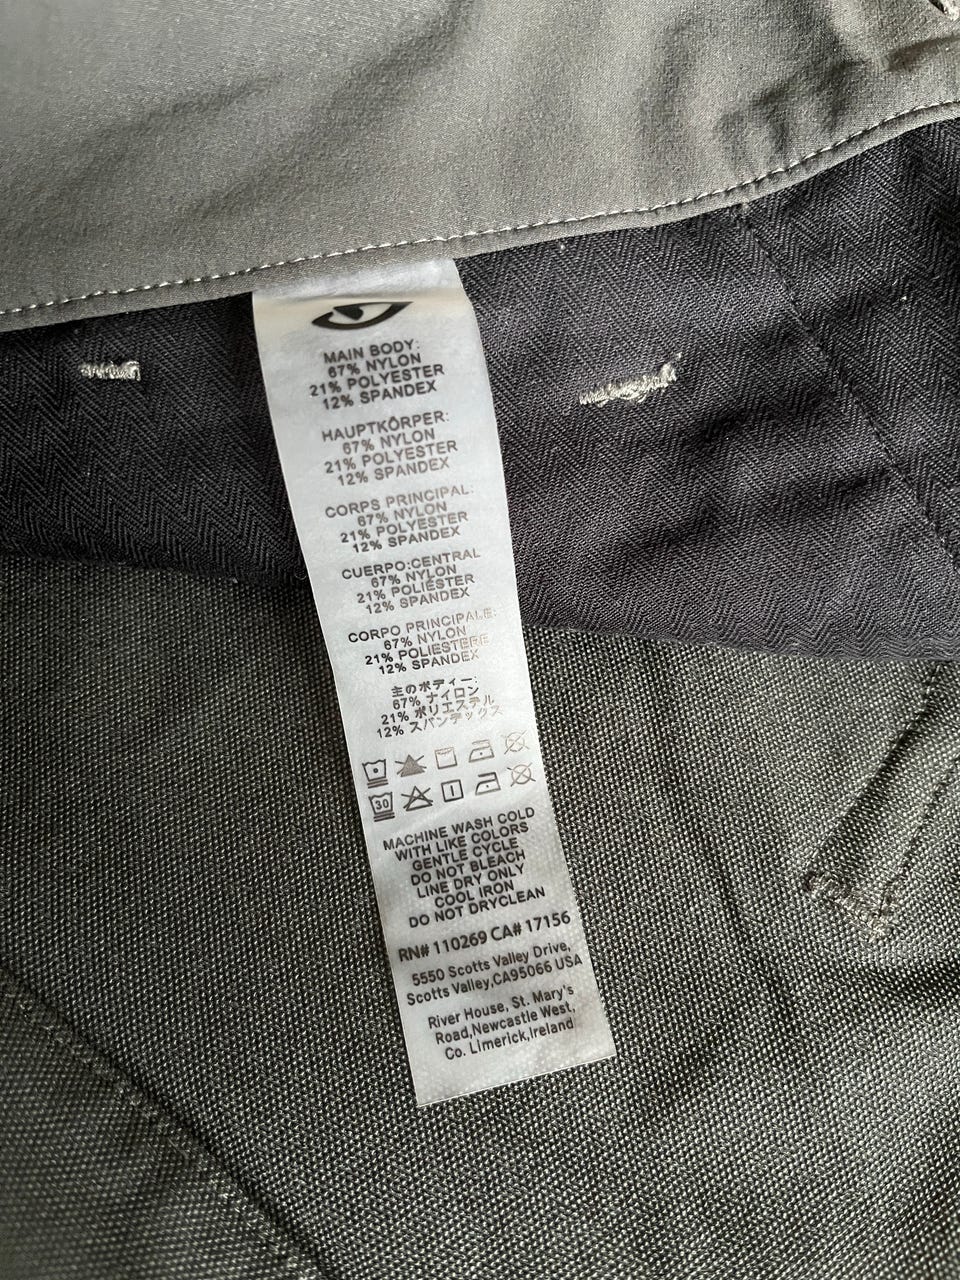 MAIN BODY:
67% NYLON
21% POLYESTER
12% SPANDEX
HAUPTKÖRPER:
67% NYLON
21% POLYESTER
12% SPANDEX
CORPS PRINCIPAL:
67% NYLON
21% POLYESTER
12% SPANDEX
CUERPO:CENTRAL
67% NYLON
21% POLIÉSTER
12% SPANDEX
CORPO PRINCIPALE:
67% NYLON
21% POLIESTERE
12% SPANDEX
主のボディー:
67% ナイロン
21% ポリエステル
12% スパンデックス
30
MACHINE WASH COLD
WITH LIKE COLORS
GENTLE CYCLE
DO NOT BLEACH
LINE DRY ONLY
COOL IRON
DO NOT DRYCLEAN
RN# 110269 CA# 17156
5550 Scotts Valley Drive,
Scotts Valley,CA95066 USA
River House, St. Mary's
Road,Newcastle West,
Co. Limerick,Ireland